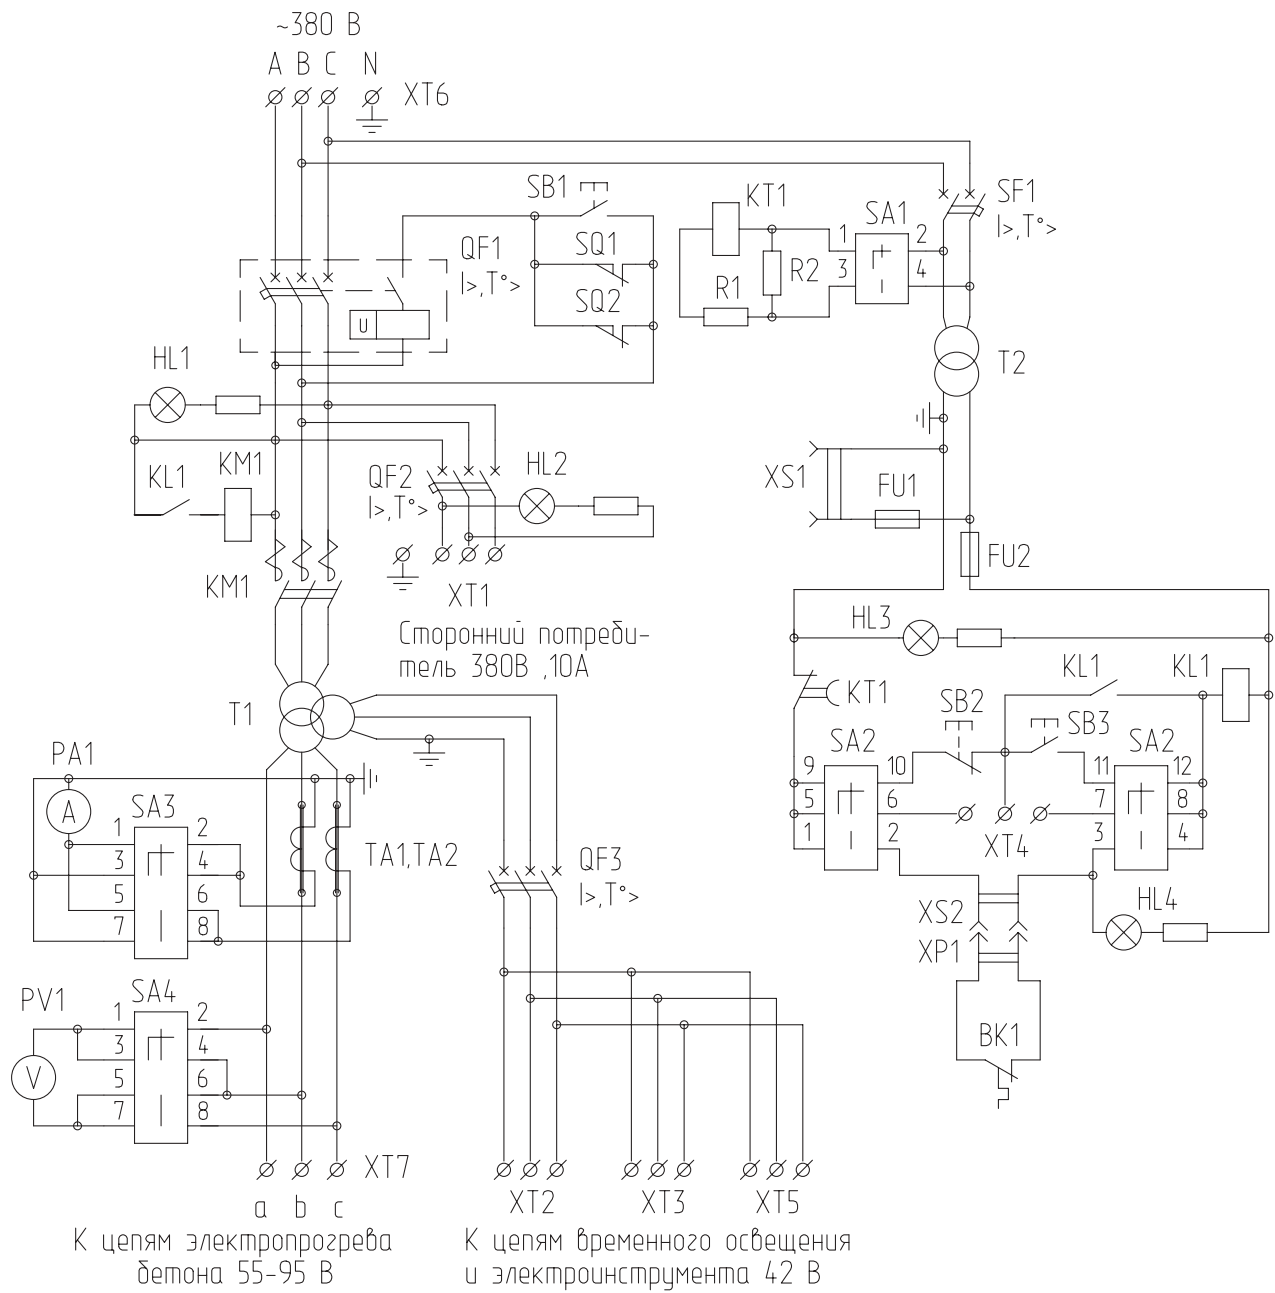 ~380 В
A B C N
XT6
SB1
KT1
SA1
SF1
I>,T°>
1 2
3 4
QF1
I>,T°>
SQ1
SQ2
R2
R1
U
HL1
T2
KL1
KM1
QF2
I>,T°>
HL2
XS1
FU1
FU2
KM1
XT1
Сторонний потреби-
тель 380В ,10А
HL3
KT1
KL1
KL1
SB2
SB3
T1
PA1
A
SA3
1 2
3 4
5 6
7 8
TA1,TA2
QF3
I>,T°>
SA2
9 10
5 6
1 2
XT4
SA2
11 12
7 8
3 4
XS2
XP1
HL4
BK1
PV1
V
SA4
1 2
3 4
5 6
7 8
XT7
a b c
XT2
XT3
XT5
К цепям электропрогрева
бетона 55-95 В
К цепям временного освещения
и электроинструмента 42 В